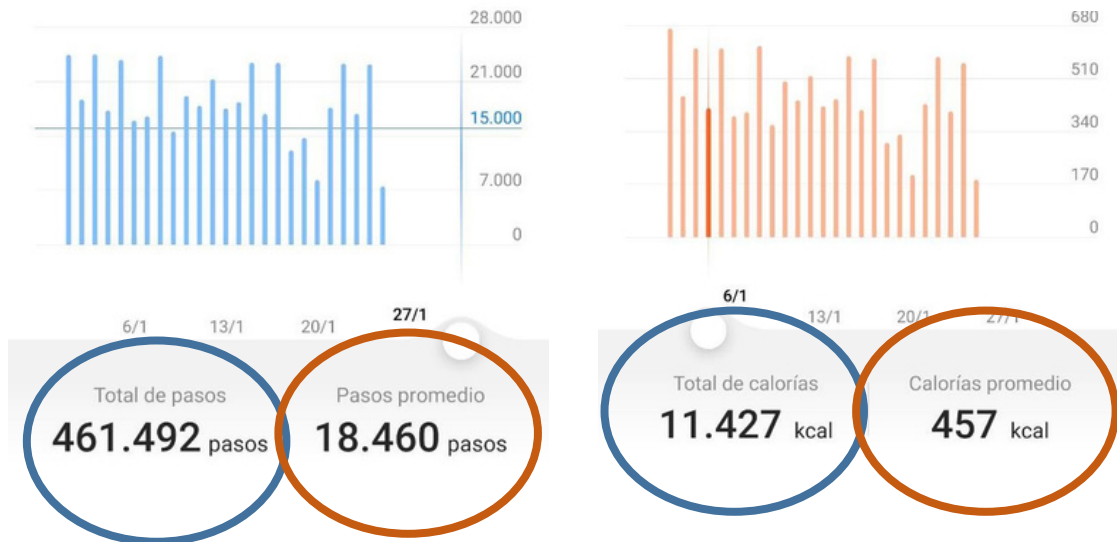 28.000
21.000
15.000
7.000
0
6/1
13/1
20/1
27/1
Total de pasos
461.492 pasos
Pasos promedio
18.460 pasos
680
510
340
170
0
6/1
13/1
20/1
27/1
Total de calorías
11.427 kcal
Calorías promedio
457 kcal